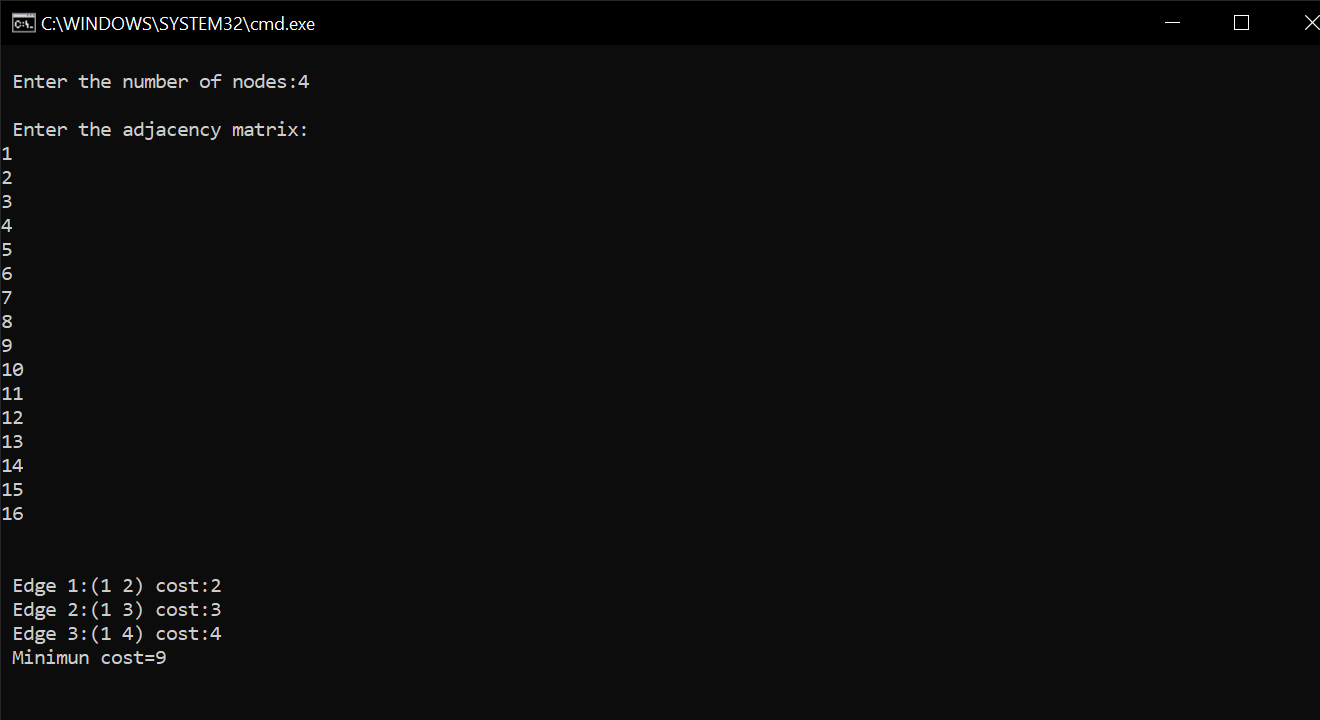 C:\WINDOWS\SYSTEM32\cmd.exe
Enter the number of nodes:4
Enter the adjacency matrix:
1
2
3
4
5
6
7
8
9
10
11
12
13
14
15
16
Edge 1:(1 2) cost:2
Edge 2:(1 3) cost:3
Edge 3:(1 4) cost:4
Minimun cost=9